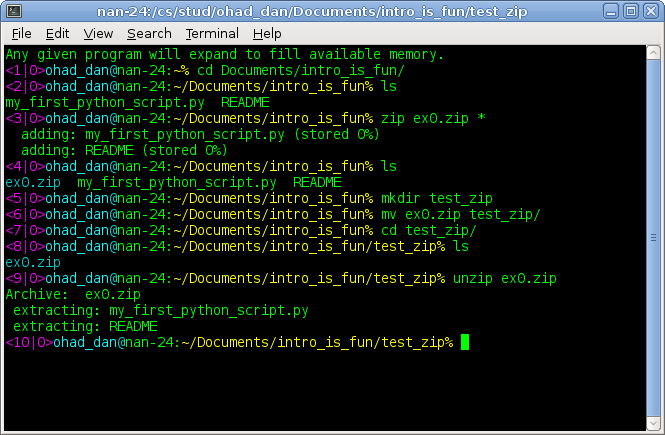 nan-24:/cs/stud/ohad_dan/Documents/intro_is_fun/test_zip
File Edit View Search Terminal Help
Any given program will expand to fill available memory.
<1|0>ohad_dan@nan-24:~% cd Documents/intro_is_fun/
<2|0>ohad_dan@nan-24:~/Documents/intro_is_fun% ls
my_first_python_script.py  README
<3|0>ohad_dan@nan-24:~/Documents/intro_is_fun% zip ex0.zip *
  adding: my_first_python_script.py (stored 0%)
  adding: README (stored 0%)
<4|0>ohad_dan@nan-24:~/Documents/intro_is_fun% ls
ex0.zip  my_first_python_script.py  README
<5|0>ohad_dan@nan-24:~/Documents/intro_is_fun% mkdir test_zip
<6|0>ohad_dan@nan-24:~/Documents/intro_is_fun% mv ex0.zip test_zip/
<7|0>ohad_dan@nan-24:~/Documents/intro_is_fun% cd test_zip/
<8|0>ohad_dan@nan-24:~/Documents/intro_is_fun/test_zip% ls
ex0.zip
<9|0>ohad_dan@nan-24:~/Documents/intro_is_fun/test_zip% unzip ex0.zip
Archive:  ex0.zip
 extracting: my_first_python_script.py
 extracting: README
<10|0>ohad_dan@nan-24:~/Documents/intro_is_fun/test_zip%